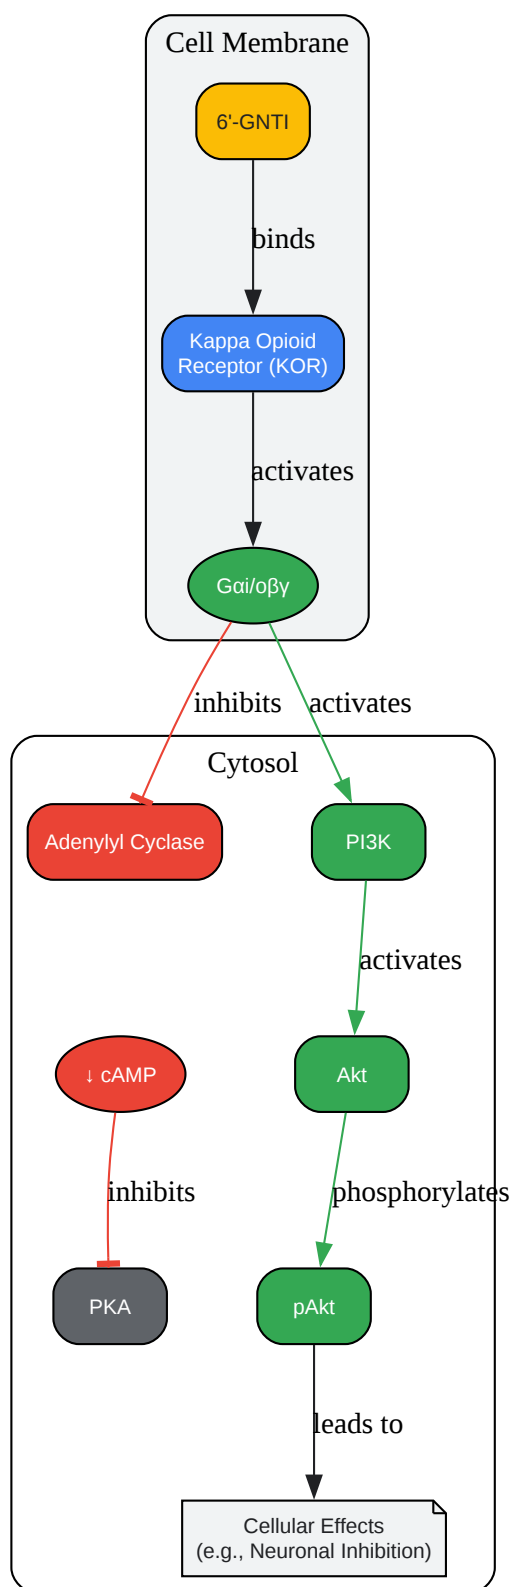 Cell Membrane
6'-GNTI
binds
Kappa Opioid
Receptor (KOR)
activates
Gαi/oβγ
inhibits
activates
Cytosol
Adenylyl Cyclase
PI3K
activates
↓ cAMP
Akt
inhibits
phosphorylates
PKA
pAkt
leads to
Cellular Effects
(e.g., Neuronal Inhibition)